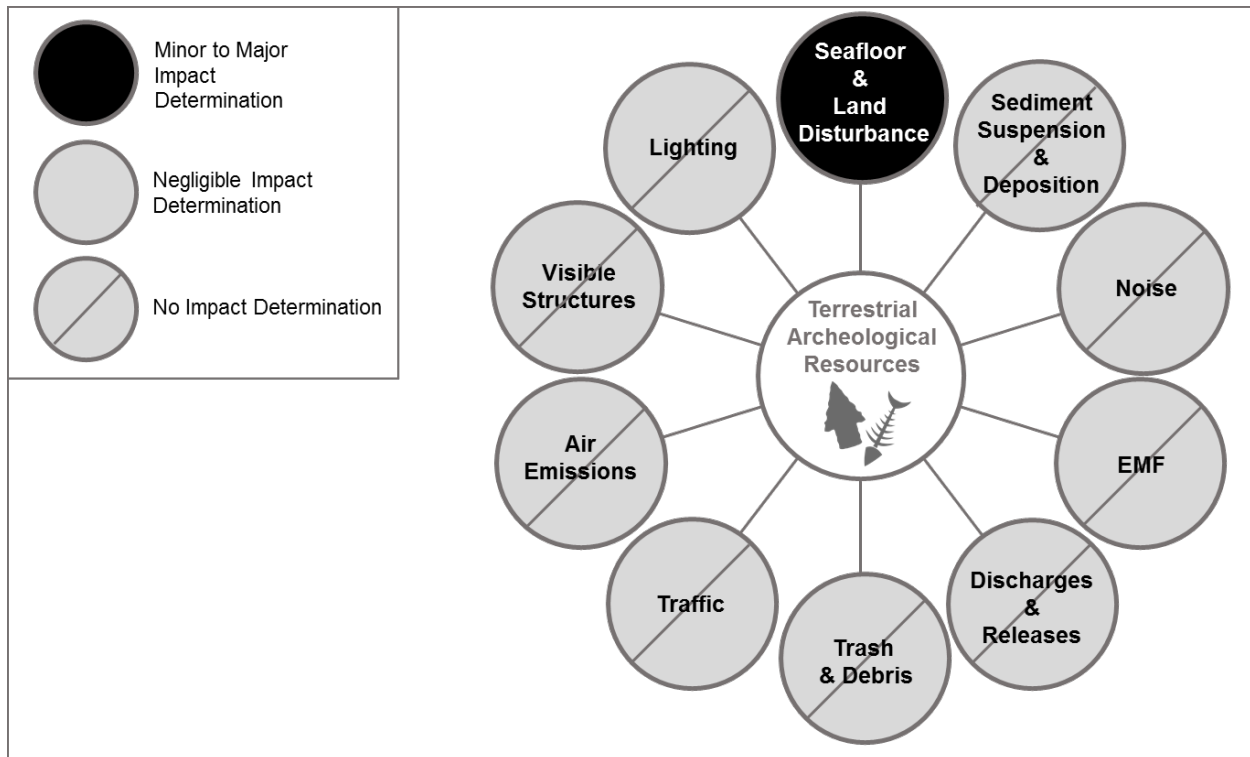 Minor to Major
Impact
Determination
Negligible Impact
Determination
No Impact Determination
Seafloor
&
Land
Disturbance
Sediment
Suspension
&
Deposition
Noise
EMF
Discharges
&
Releases
Trash
& Debris
Traffic
Air
Emissions
Visible
Structures
Lighting
Terrestrial
Archeological
Resources